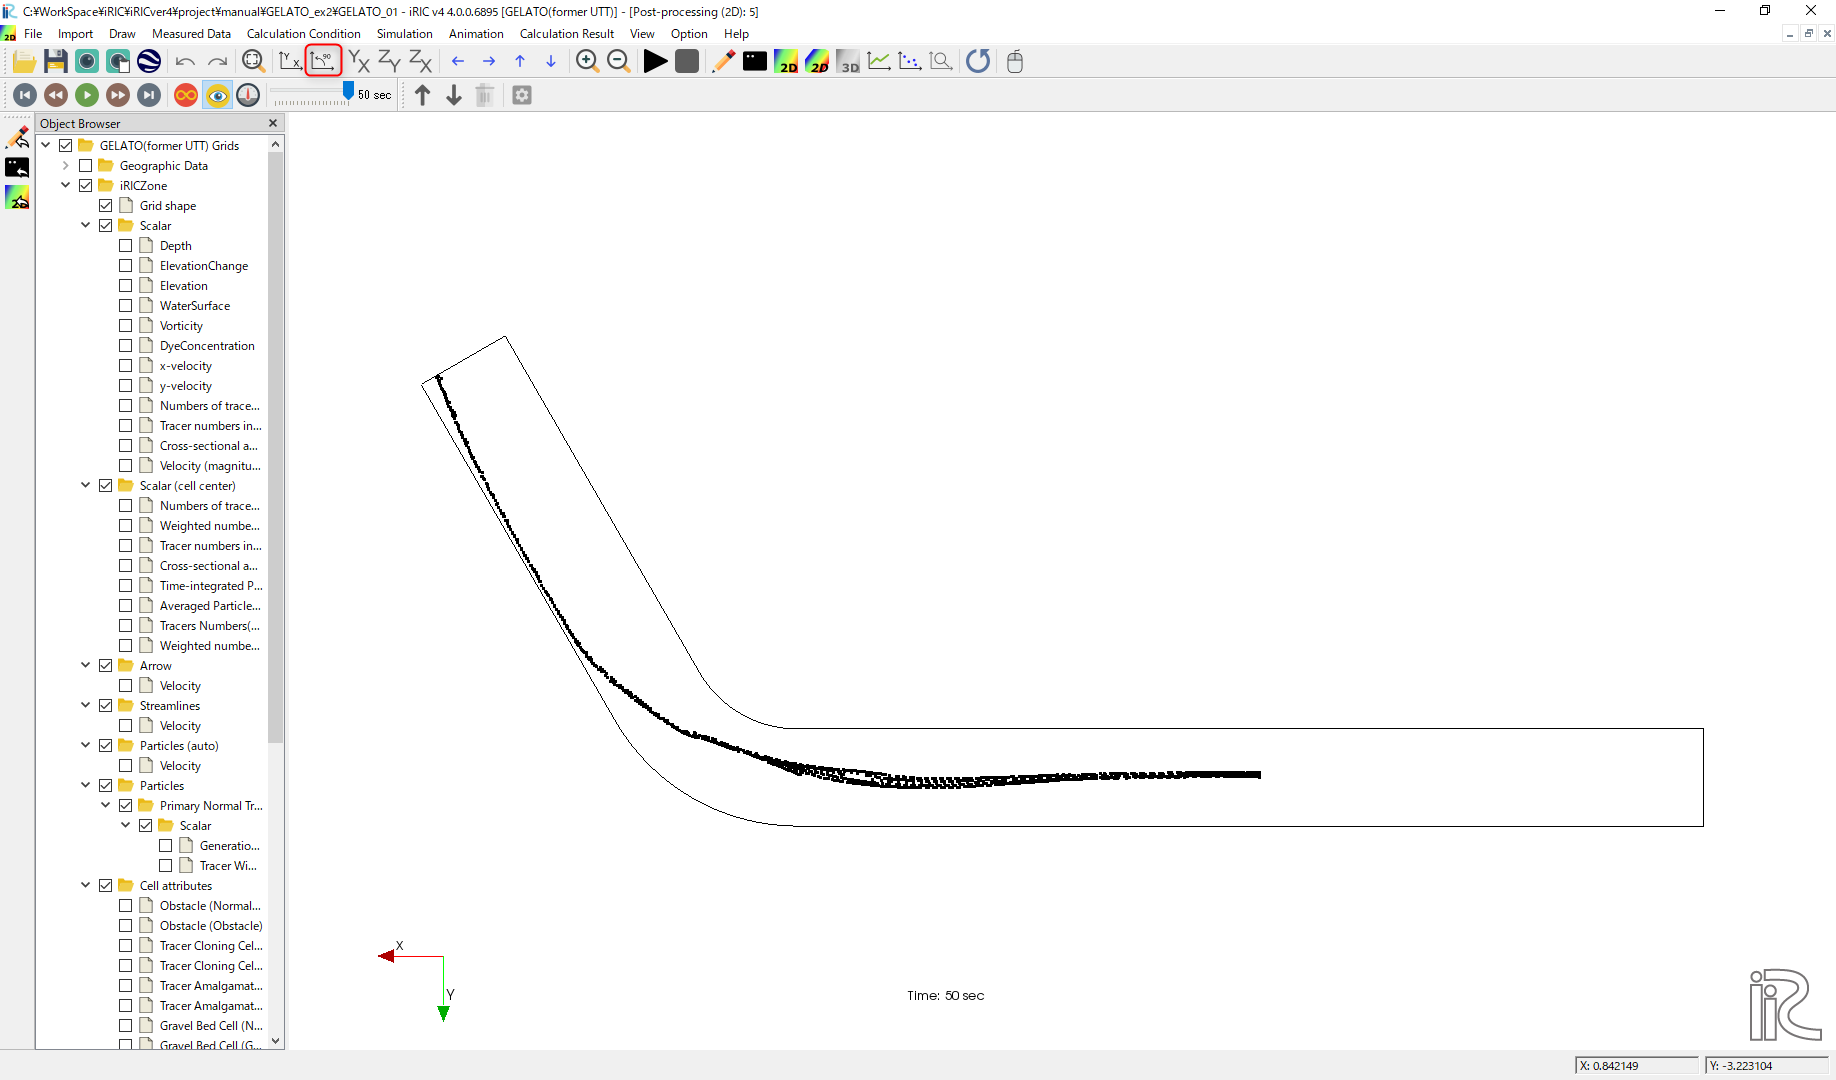 C:¥WorkSpace¥iRIC¥iRICver4¥project¥manual¥GELATO_ex2¥GELATO_01 - iRIC v4 4.0.0.6895 [GELATO(former UTT)] - [Post-processing (2D): 5]
File Import Draw Measured Data Calculation Condition Simulation Animation Calculation Result View Option Help
50 sec
Object Browser
GELATO(former UTT) Grids
Geographic Data
iRICZone
Grid shape
Scalar
Depth
ElevationChange
Elevation
WaterSurface
Vorticity
DyeConcentration
x-velocity
y-velocity
Numbers of trace...
Tracer numbers in...
Cross-sectional a...
Velocity (magnitu...
Scalar (cell center)
Numbers of trace...
Weighted numbe...
Tracer numbers in...
Cross-sectional a...
Time-integrated P...
Averaged Particle...
Tracers Numbers(...
Weighted numbe...
Arrow
Velocity
Streamlines
Velocity
Particles (auto)
Velocity
Particles
Primary Normal Tr...
Scalar
Generatio...
Tracer Wi...
Cell attributes
Obstacle (Normal...
Obstacle (Obstacle)
Tracer Cloning Cel...
Tracer Cloning Cel...
Tracer Amalgamat...
Tracer Amalgamat...
Gravel Bed Cell (N...
Gravel Bed Cell (G...
X
Y
Time: 50 sec
iRIC
X: 0.842149
Y: -3.223104